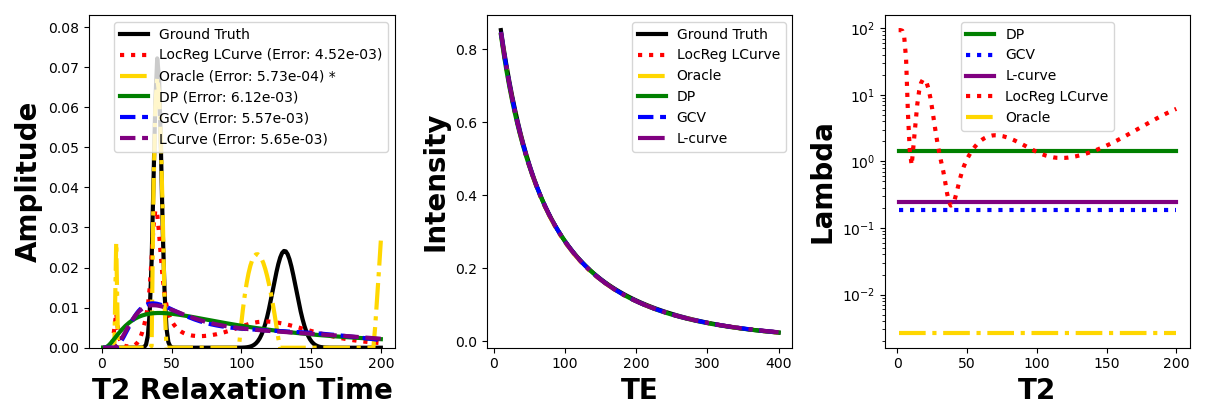 0.08
0.07
0.06
0.05
0.04
0.03
0.02
0.01
0.00
Amplitude
Ground Truth
LocReg LCurve (Error: 4.52e-03)
Oracle (Error: 5.73e-04) *
DP (Error: 6.12e-03)
GCV (Error: 5.57e-03)
LCurve (Error: 5.65e-03)
0
50
100
150
200
T2 Relaxation Time
0.8
0.6
0.4
0.2
0.0
Intensity
Ground Truth
LocReg LCurve
Oracle
DP
GCV
L-curve
0
100
200
300
400
TE
10²
10¹
10⁰
10⁻¹
10⁻²
Lambda
DP
GCV
L-curve
LocReg LCurve
Oracle
0
50
100
150
200
T2